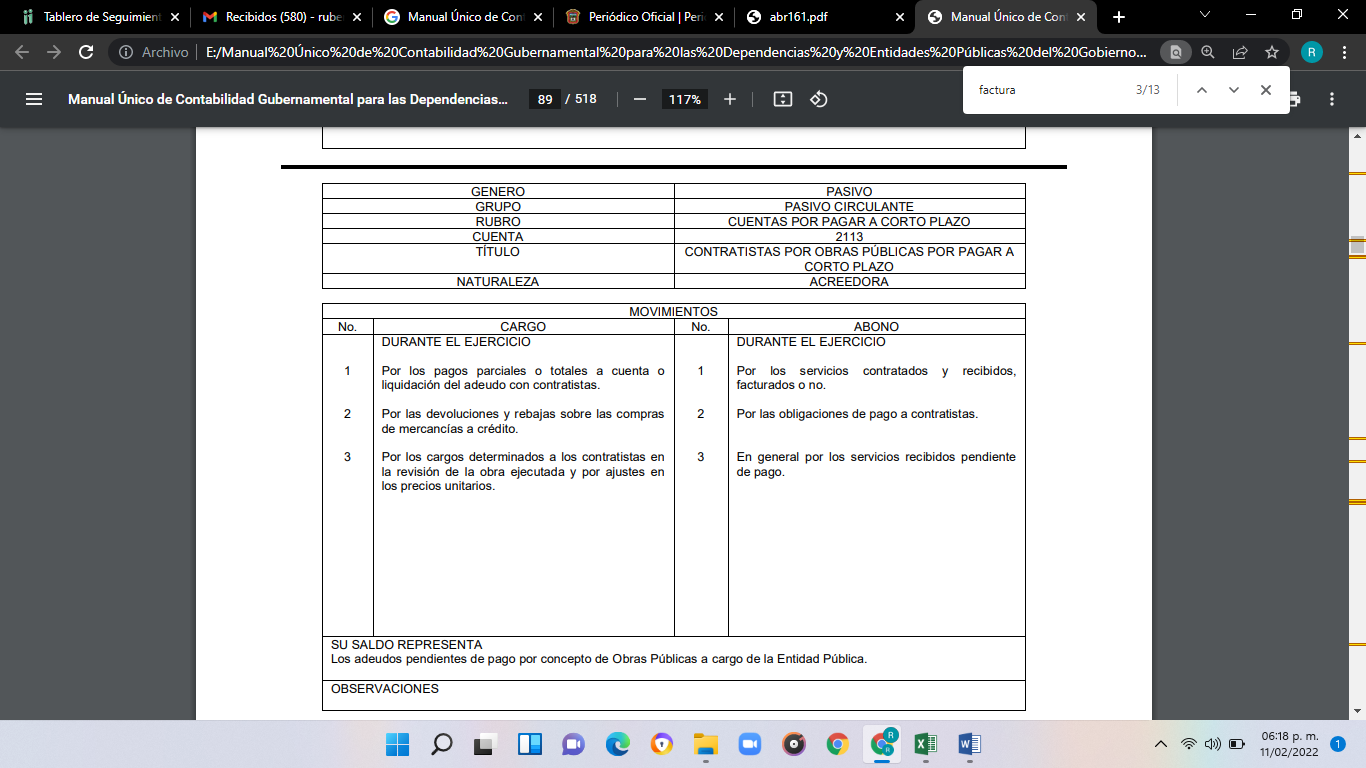 Tablero de Seguimient
Recibidos (580) - rube
Manual Único de Cont
Periódico Oficial | Peri
abr161.pdf
Manual Único de Cont
Archivo
E:/Manual%20Único%20de%20Contabilidad%20Gubernamental%20para%20las%20Dependencias%20y%20Entidades%20Públicas%20del%20Gobierno...
R
factura
3/13
Manual Único de Contabilidad Gubernamental para las Dependencias...
89 / 518
117%
GENERO PASIVO
GRUPO PASIVO CIRCULANTE
RUBRO CUENTAS POR PAGAR A CORTO PLAZO
CUENTA 2113
TÍTULO CONTRATISTAS POR OBRAS PÚBLICAS POR PAGAR A
CORTO PLAZO
NATURALEZA ACREEDORA
MOVIMIENTOS
No. CARGO No. ABONO
DURANTE EL EJERCICIO DURANTE EL EJERCICIO
1 Por los pagos parciales o totales a cuenta o 1 Por los servicios contratados y recibidos,
liquidación del adeudo con contratistas. facturados o no.
2 Por las devoluciones y rebajas sobre las compras 2 Por las obligaciones de pago a contratistas.
de mercancías a crédito.
3 Por los cargos determinados a los contratistas en 3 En general por los servicios recibidos pendiente
la revisión de la obra ejecutada y por ajustes en de pago.
los precios unitarios.
SU SALDO REPRESENTA
Los adeudos pendientes de pago por concepto de Obras Públicas a cargo de la Entidad Pública.
OBSERVACIONES
R
06:18 p. m.
11/02/2022
1